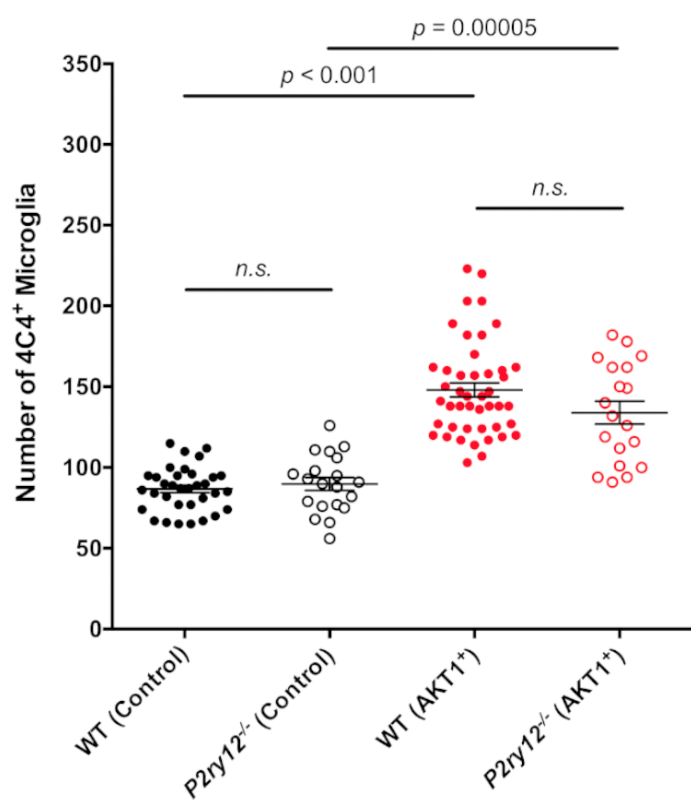 p = 0.00005
p < 0.001
n.s.
n.s.
Number of 4C4⁺ Microglia
350
300
250
200
150
100
50
0
WT (Control)
P2ry12⁻/⁻ (Control)
WT (AKT1⁺)
P2ry12⁻/⁻ (AKT1⁺)